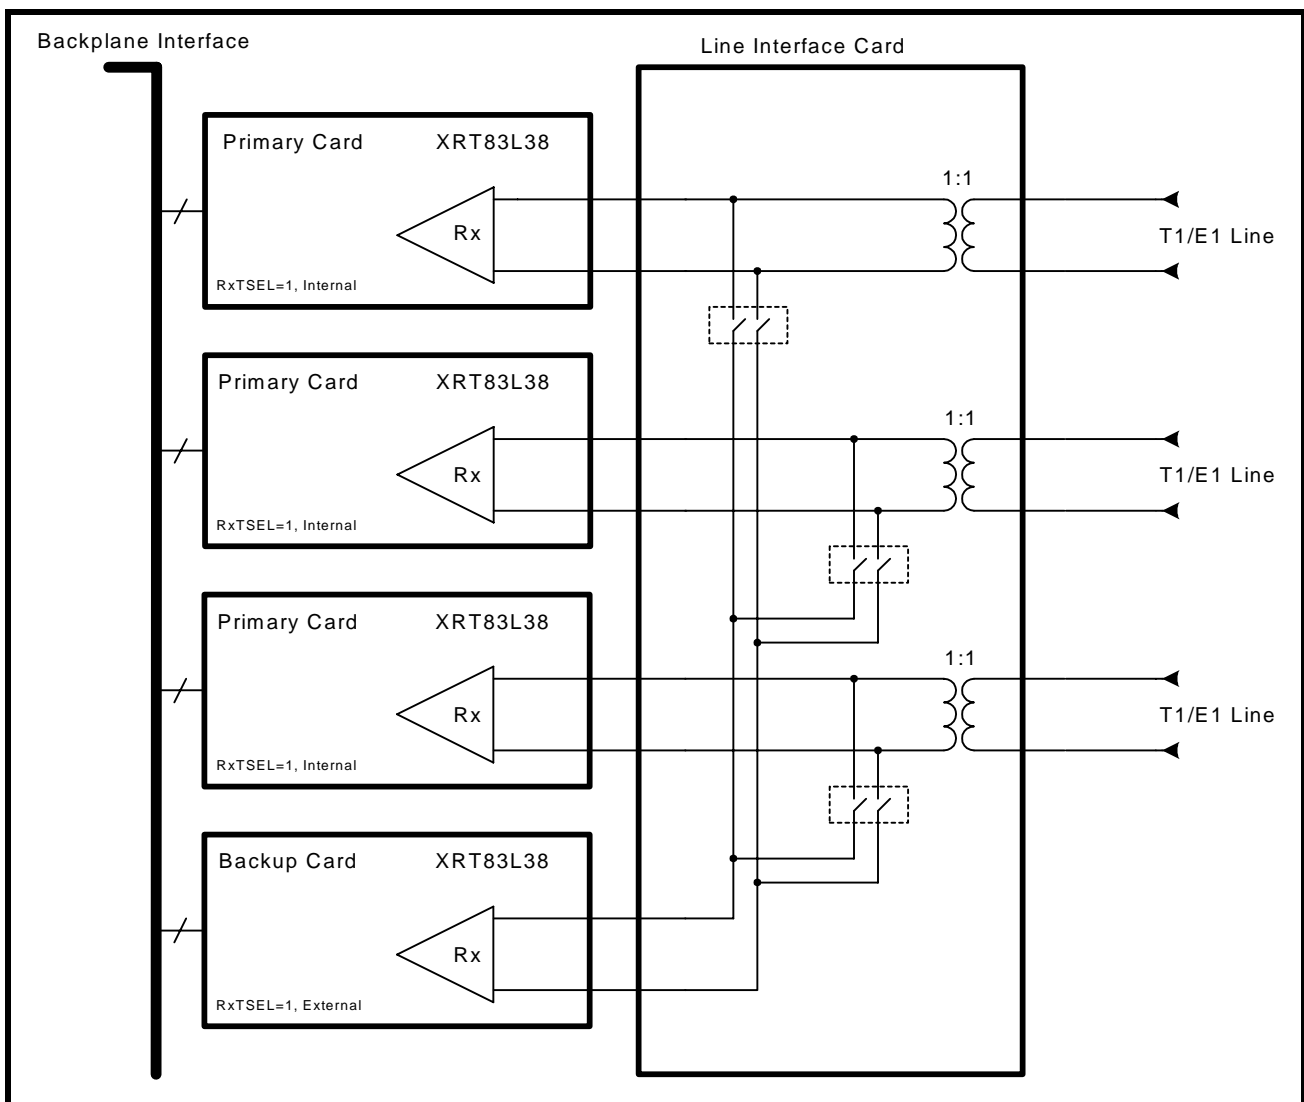 Backplane Interface
Line Interface Card
Primary Card XRT83L38
Rx
RxTSEL=1, Internal
1:1
T1/E1 Line
Primary Card XRT83L38
Rx
RxTSEL=1, Internal
1:1
T1/E1 Line
Primary Card XRT83L38
Rx
RxTSEL=1, Internal
1:1
T1/E1 Line
Backup Card XRT83L38
Rx
RxTSEL=1, External